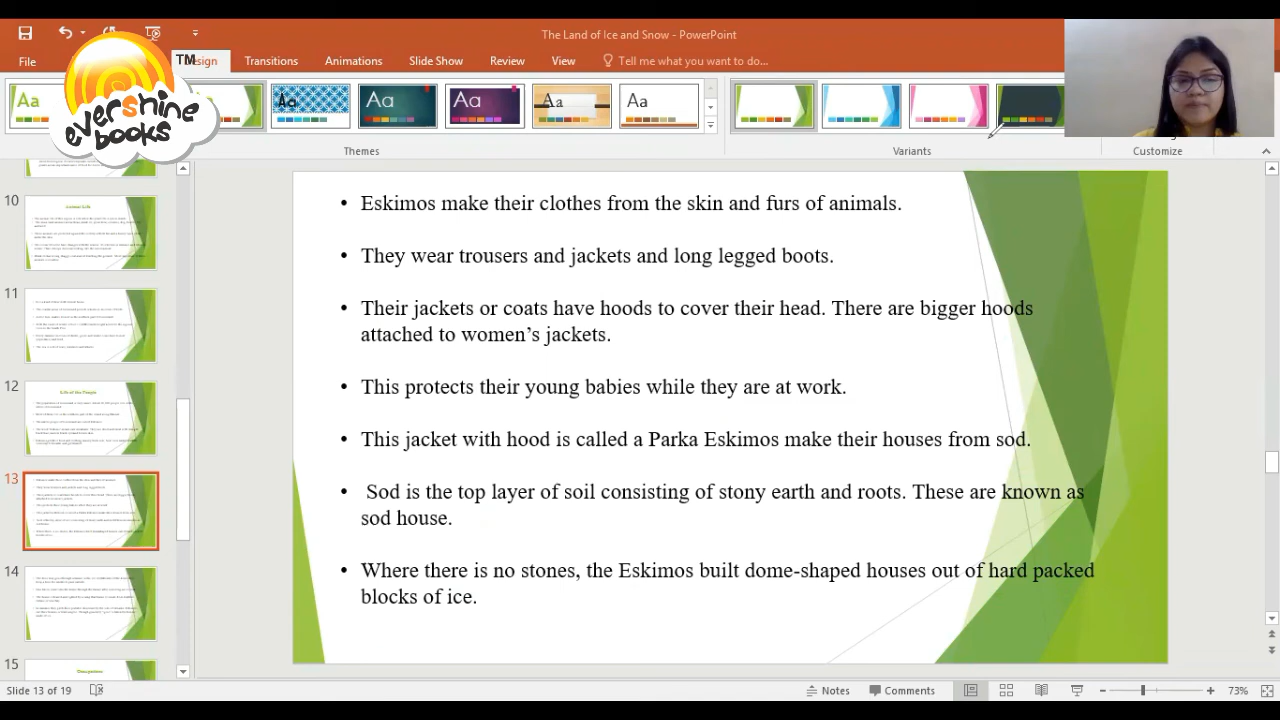 The Land of Ice and Snow - PowerPoint
TM
File
Design
Transitions
Animations
Slide Show
Review
View
Tell me what you want to do...
evershine
books
Aa
Aa
Aa
Aa
Aa
Aa
Themes
Variants
Customize
10
11
12
Life of the People
13
14
15
Occupations
• Eskimos make their clothes from the skin and furs of animals.
• They wear trousers and jackets and long legged boots.
• Their jackets or coats have hoods to cover their head. There are bigger hoods
attached to women’s jackets.
• This protects their young babies while they are et work.
• This jacket with hood is called a Parka Eskimos make their houses from sod.
• Sod is the top layer of soil consisting of stony earth and roots. These are known as
sod house.
• Where there is no stones, the Eskimos built dome-shaped houses out of hard packed
blocks of ice.
Slide 13 of 19
Notes
Comments
73%